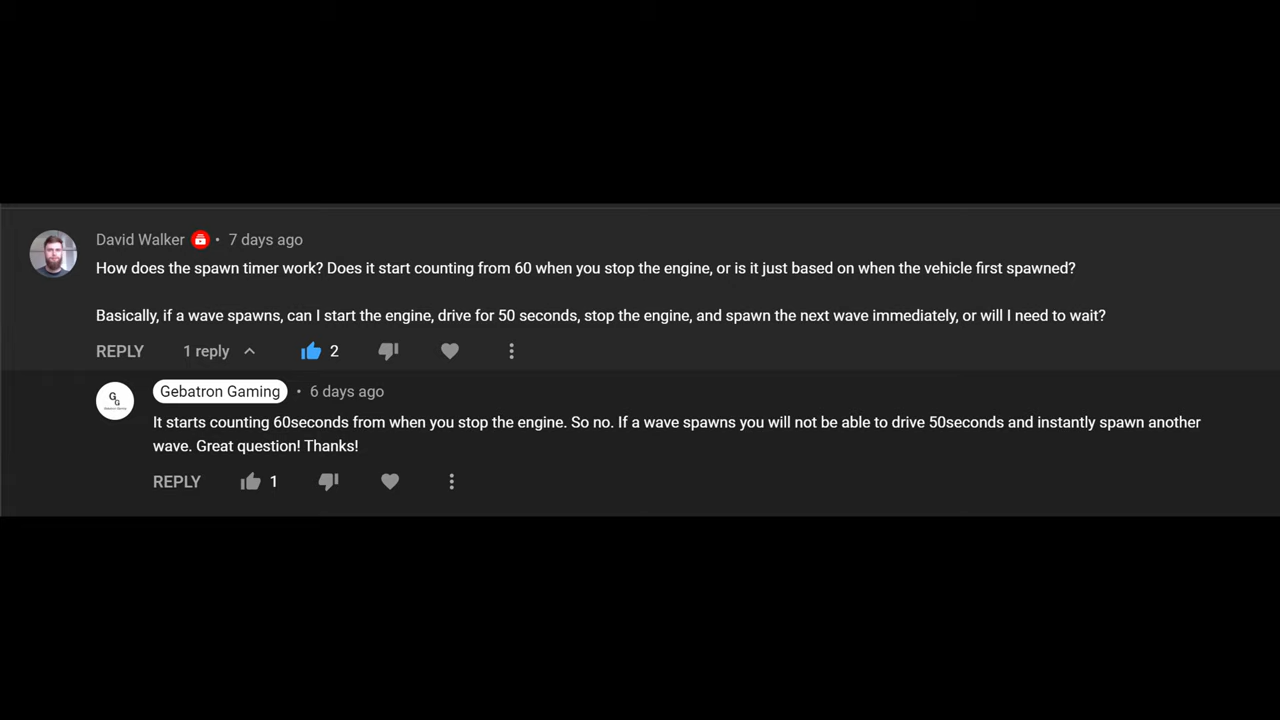 David Walker • 7 days ago
How does the spawn timer work? Does it start counting from 60 when you stop the engine, or is it just based on when the vehicle first spawned?
Basically, if a wave spawns, can I start the engine, drive for 50 seconds, stop the engine, and spawn the next wave immediately, or will I need to wait?
REPLY 1 reply 2
GG
Gebatron Gaming • 6 days ago
It starts counting 60seconds from when you stop the engine. So no. If a wave spawns you will not be able to drive 50seconds and instantly spawn another
wave. Great question! Thanks!
REPLY 1